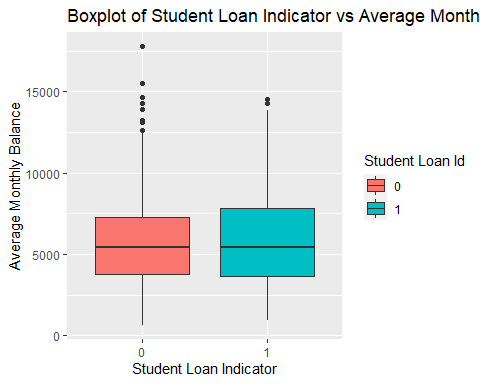 Boxplot of Student Loan Indicator vs Average Month
Average Monthly Balance
15000
10000
5000
0
0
1
Student Loan Indicator
Student Loan Id
0
1